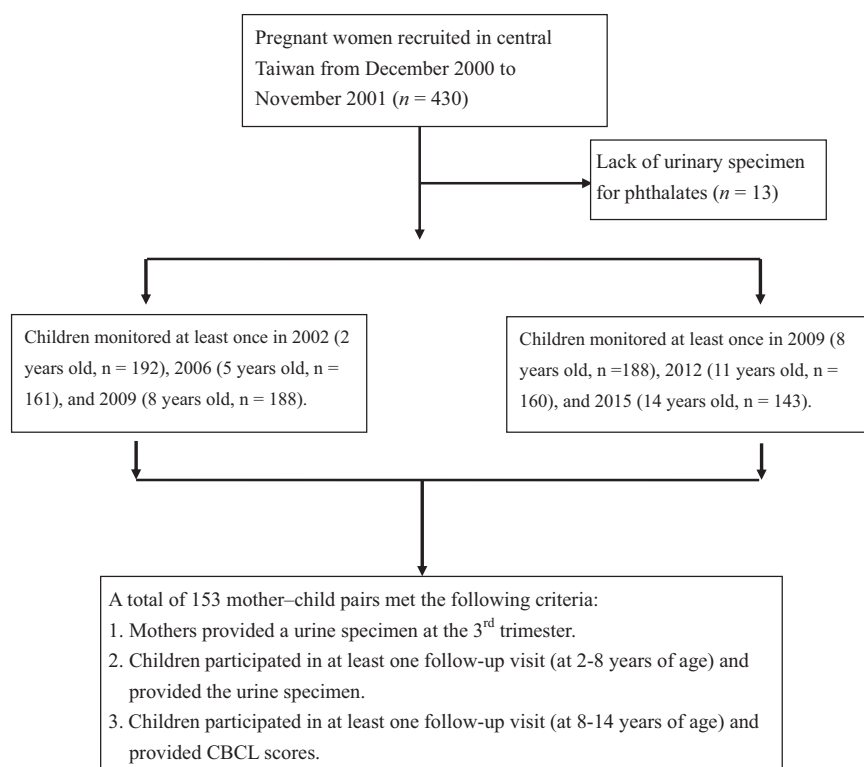 Pregnant women recruited in central
Taiwan from December 2000 to
November 2001 (n = 430)
Lack of urinary specimen
for phthalates (n = 13)
Children monitored at least once in 2002 (2
years old, n = 192), 2006 (5 years old, n =
161), and 2009 (8 years old, n = 188).
Children monitored at least once in 2009 (8
years old, n =188), 2012 (11 years old, n =
160), and 2015 (14 years old, n = 143).
A total of 153 mother–child pairs met the following criteria:
1. Mothers provided a urine specimen at the 3rd trimester.
2. Children participated in at least one follow-up visit (at 2-8 years of age) and
provided the urine specimen.
3. Children participated in at least one follow-up visit (at 8-14 years of age) and
provided CBCL scores.